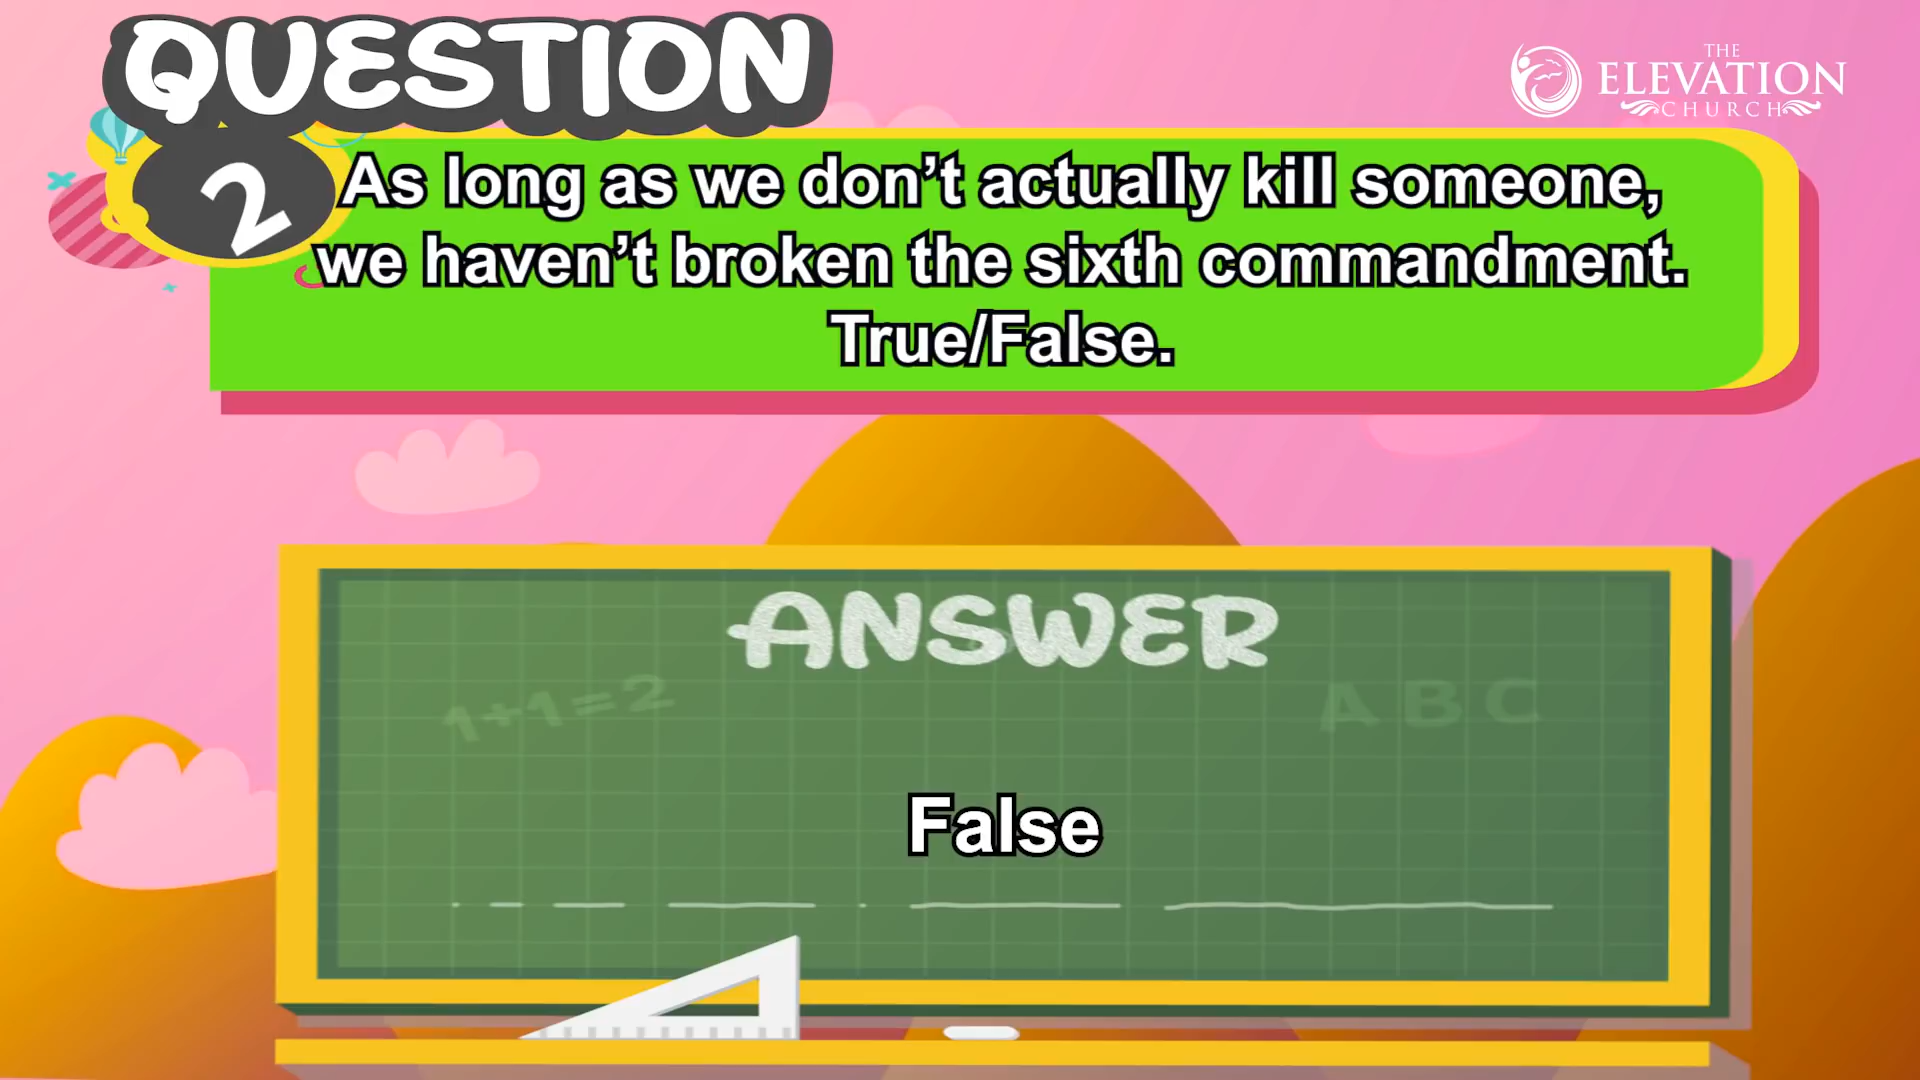 QUESTION
THE
ELEVATION
CHURCH
2
As long as we don’t actually kill someone,
we haven’t broken the sixth commandment.
True/False.
ANSWER
1+1=2
A B C
False